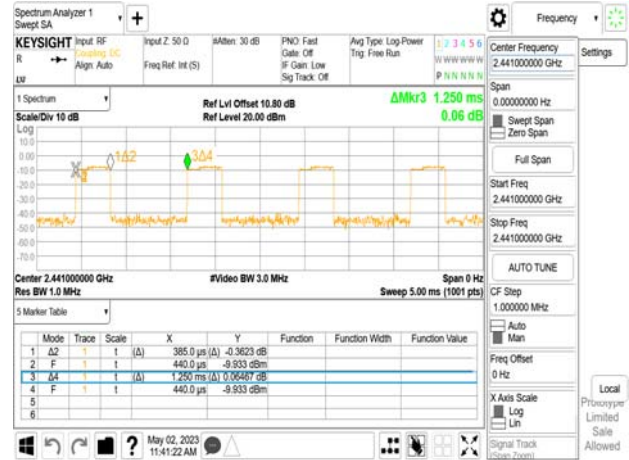 Spectrum Analyzer 1
Swept SA
+
Frequency
KEYSIGHT
R
LV
Input: RF
Coupling: DC
Align: Auto
Input Z: 50 Ω
Freq Ref: Int (S)
#Atten: 30 dB
PNO: Fast
Gate: Off
IF Gain: Low
Sig Track: Off
Avg Type: Log-Power
Trig: Free Run
1 2 3 4 5 6
W W W W W W
P N N N N N
1 Spectrum
Scale/Div 10 dB
Ref Lvl Offset 10.80 dB
Ref Level 20.00 dBm
ΔMkr3 1.250 ms
0.06 dB
Log
10.0
0.00
-10.0
-20.0
-30.0
-40.0
-50.0
-60.0
-70.0
1Δ2
3Δ4
X
Center 2.441000000 GHz
Res BW 1.0 MHz
#Video BW 3.0 MHz
Span 0 Hz
Sweep 5.00 ms (1001 pts)
5 Marker Table
Mode Trace Scale X Y Function Function Width Function Value
1 Δ2 1 t (Δ) 385.0 µs (Δ) -0.3623 dB
2 F 1 t 440.0 µs -9.933 dBm
3 Δ4 1 t (Δ) 1.250 ms (Δ) 0.06467 dB
4 F 1 t 440.0 µs -9.933 dBm
5
6
?
May 02, 2023
11:41:22 AM
Center Frequency
2.441000000 GHz
Settings
Span
0.00000000 Hz
Swept Span
Zero Span
Full Span
Start Freq
2.441000000 GHz
Stop Freq
2.441000000 GHz
AUTO TUNE
CF Step
1.000000 MHz
Auto
Man
Freq Offset
0 Hz
X Axis Scale
Log
Lin
Signal Track
(Span Zoom)
Local
Prototype
Limited
Sale
Allowed